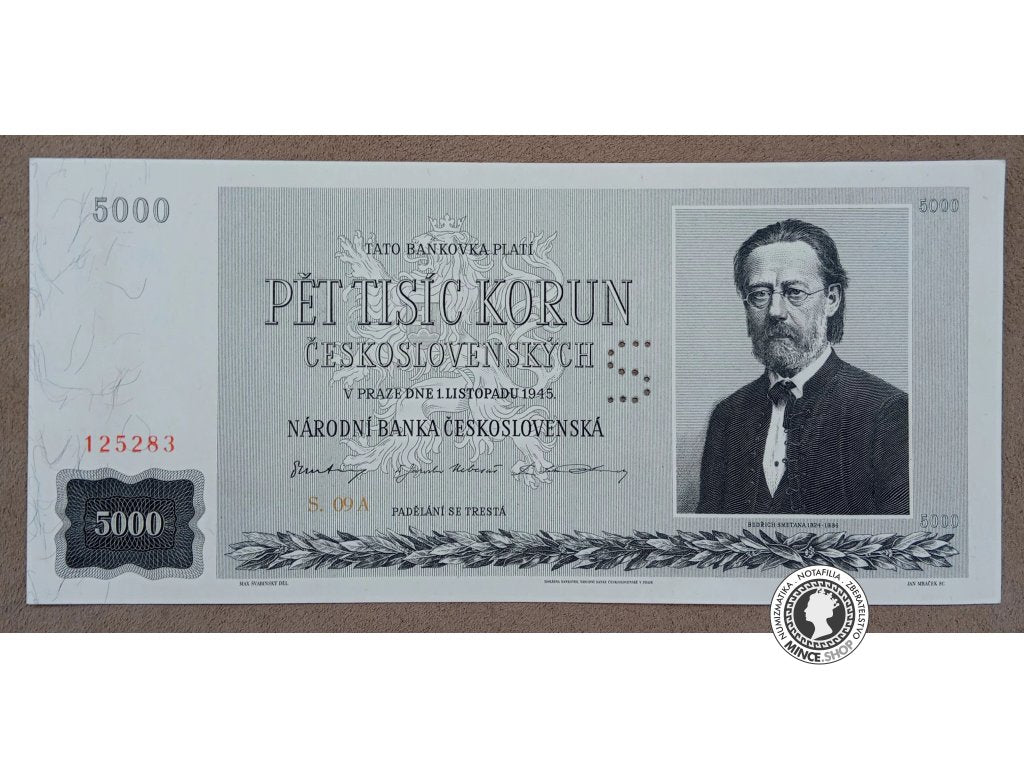 5000
5000
TATO BANKOVKA PLATÍ
PĚT TISÍC KORUN
ČESKOSLOVENSKÝCH
S
V PRAZE DNE 1. LISTOPADU 1945.
NÁRODNÍ BANKA ČESKOSLOVENSKÁ
125283
S. 09 A
PADĚLÁNÍ SE TRESTÁ
5000
BEDŘICH SMETANA 1824-1884
5000
MAX ŠVABINSKÝ DEL.
JAN MRÁČEK SC.
NUMIZMATIKA . NOTAFILIA . ZBERATEĽSTVO
MINCE.SHOP